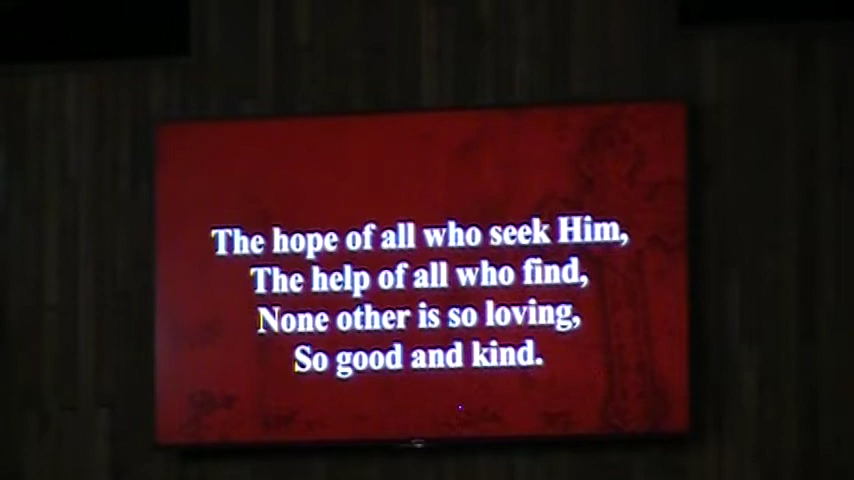 The hope of all who seek Him,
The help of all who find,
None other is so loving,
So good and kind.